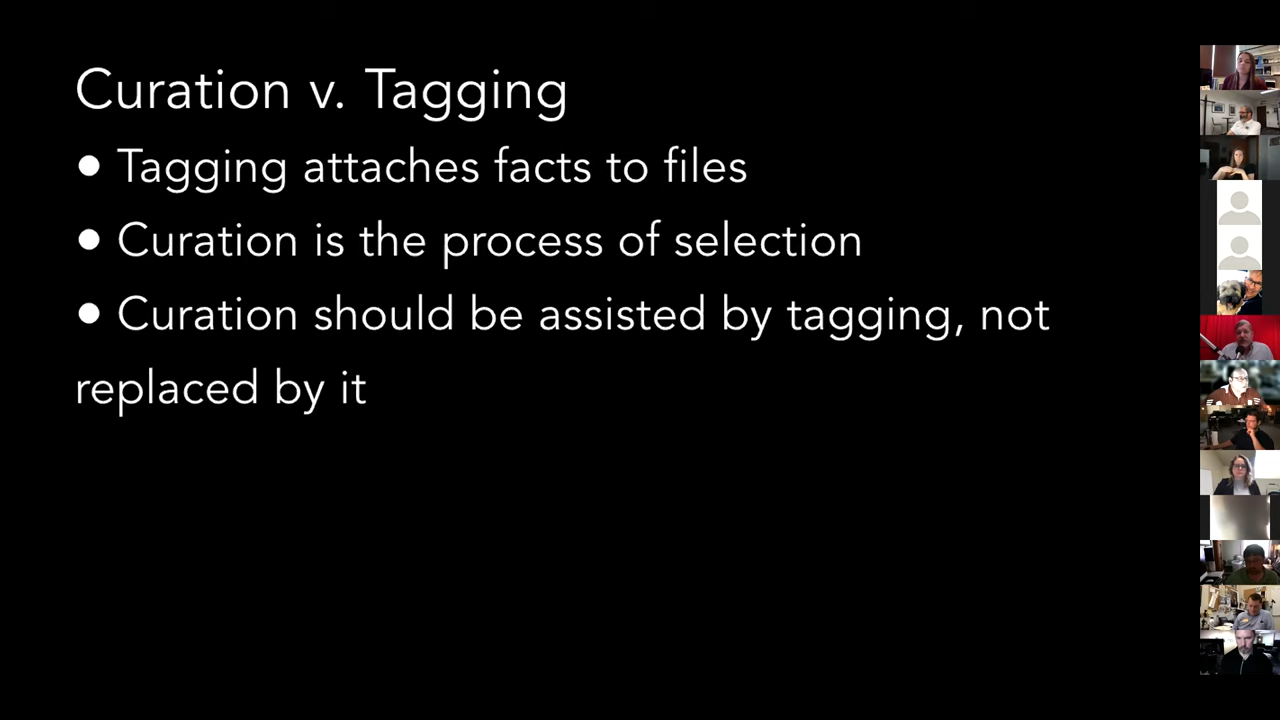 Curation v. Tagging
● Tagging attaches facts to files
● Curation is the process of selection
● Curation should be assisted by tagging, not
replaced by it